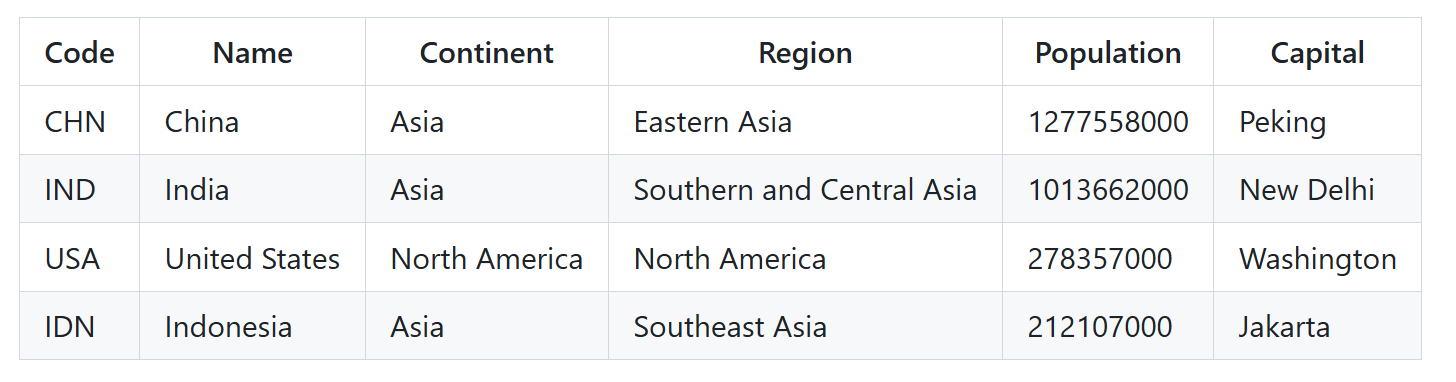 Code Name Continent Region Population Capital
CHN China Asia Eastern Asia 1277558000 Peking
IND India Asia Southern and Central Asia 1013662000 New Delhi
USA United States North America North America 278357000 Washington
IDN Indonesia Asia Southeast Asia 212107000 Jakarta